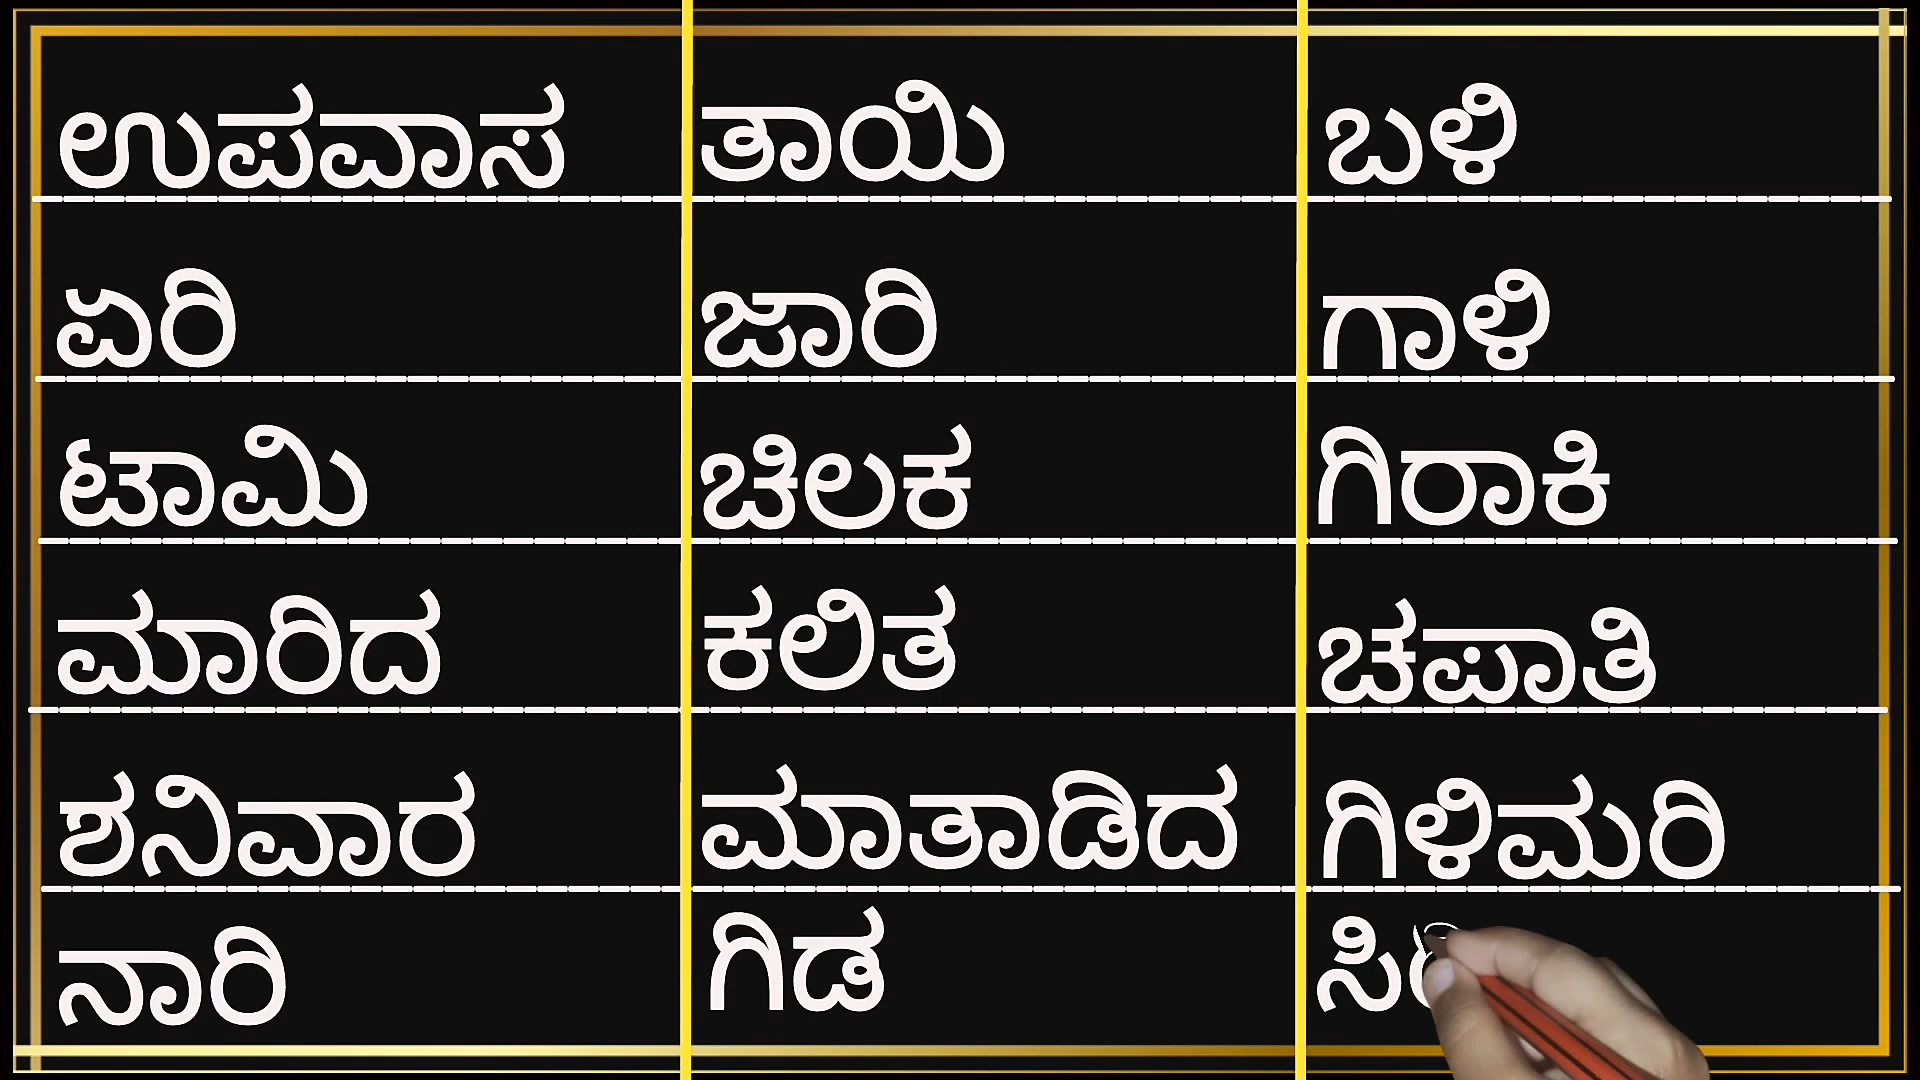 ಉಪವಾಸ ತಾಯಿ ಬಳಿ
ಏರಿ ಜಾರಿ ಗಾಳಿ
ಟಾಮಿ ಚಿಲಕ ಗಿರಾಕಿ
ಮಾರಿದ ಕಲಿತ ಚಪಾತಿ
ಶನಿವಾರ ಮಾತಾಡಿದ ಗಿಳಿಮರಿ
ನಾರಿ ಗಿಡ